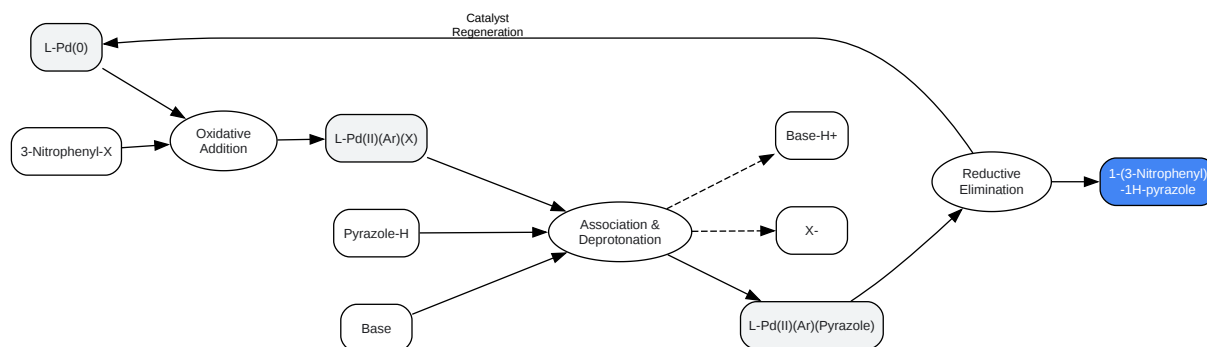 Catalyst
Regeneration
L-Pd(0)
3-Nitrophenyl-X
Oxidative
Addition
L-Pd(II)(Ar)(X)
Pyrazole-H
Base
Association &
Deprotonation
Base-H+
X-
L-Pd(II)(Ar)(Pyrazole)
Reductive
Elimination
1-(3-Nitrophenyl)
-1H-pyrazole